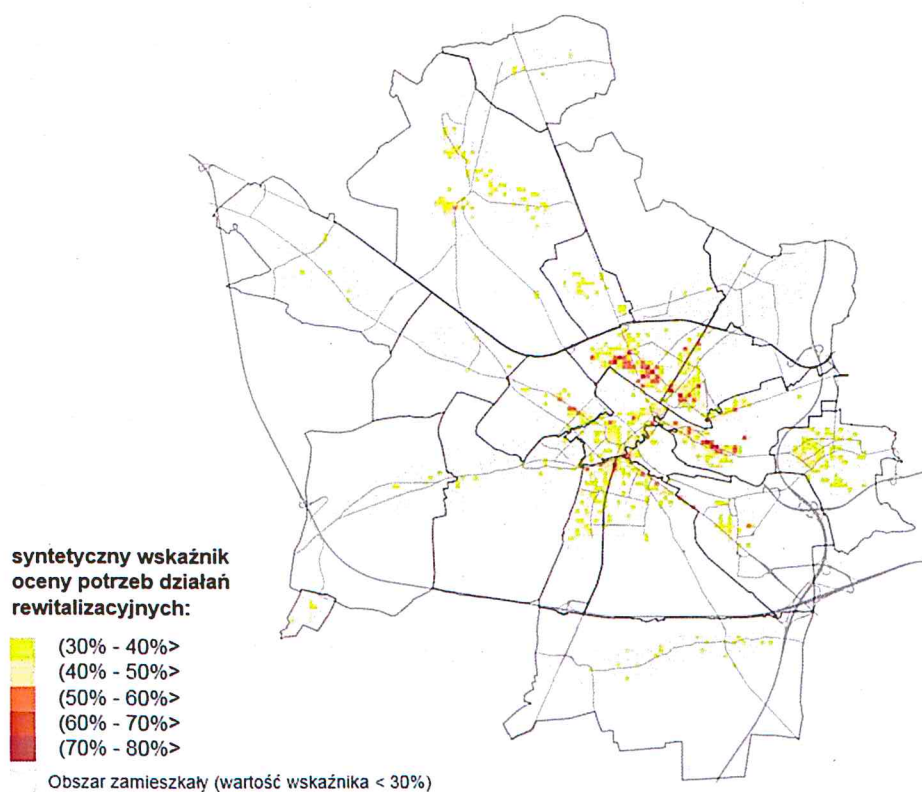 syntetyczny wskaźnik
oceny potrzeb działań
rewitalizacyjnych:
(30% - 40%>
(40% - 50%>
(50% - 60%>
(60% - 70%>
(70% - 80%>
Obszar zamieszkały (wartość wskaźnika < 30%)